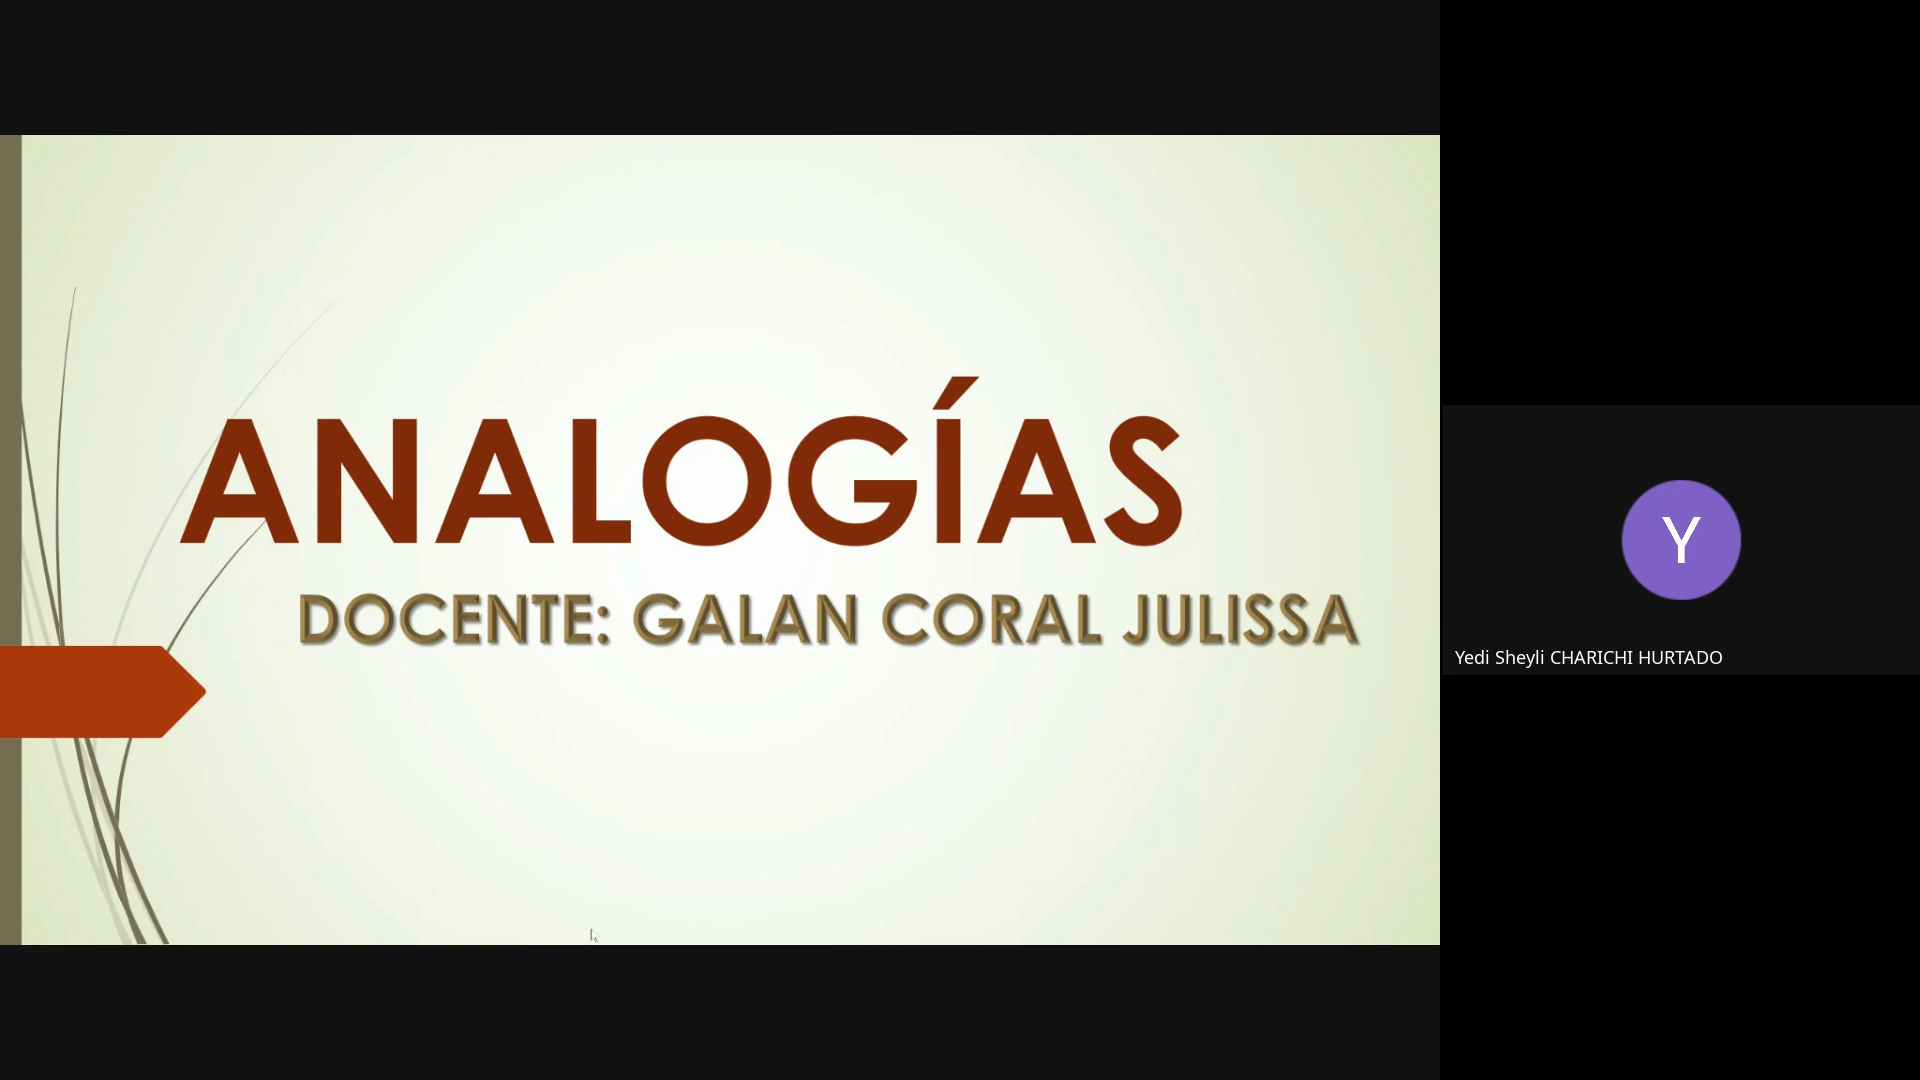 ANALOGÍAS
DOCENTE: GALAN CORAL JULISSA
Y
Yedi Sheyli CHARICHI HURTADO